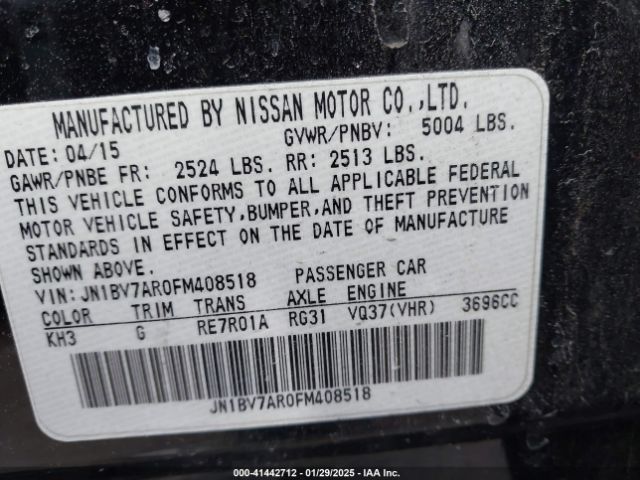 MANUFACTURED BY NISSAN MOTOR CO.,LTD.
DATE: 04/15 GVWR/PNBV: 5004 LBS.
GAWR/PNBE FR: 2524 LBS. RR: 2513 LBS.
THIS VEHICLE CONFORMS TO ALL APPLICABLE FEDERAL
MOTOR VEHICLE SAFETY,BUMPER,AND THEFT PREVENTION
STANDARDS IN EFFECT ON THE DATE OF MANUFACTURE
SHOWN ABOVE.
VIN: JN1BV7AR0FM408518 PASSENGER CAR
COLOR TRIM TRANS AXLE ENGINE
KH3 G RE7R01A RG31 VQ37(VHR) 3696CC
JN1BV7AR0FM408518
000-41442712 - 01/29/2025 - IAA Inc.